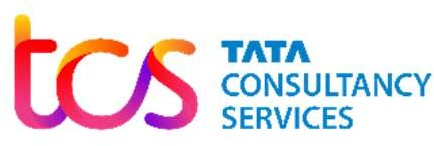 tcs
TATA
CONSULTANCY
SERVICES